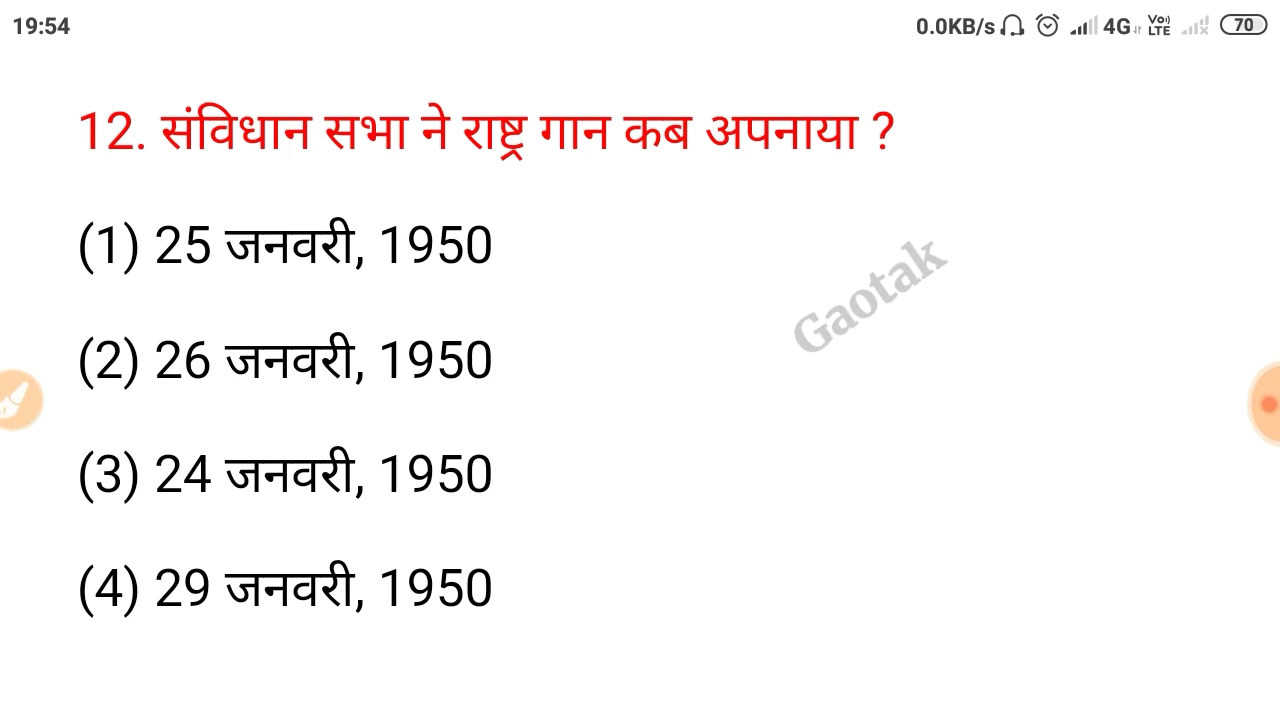 19:54 0.0KB/s 4G Vo) LTE 70
12. संविधान सभा ने राष्ट्र गान कब अपनाया ?
(1) 25 जनवरी, 1950
Gaotak
(2) 26 जनवरी, 1950
(3) 24 जनवरी, 1950
(4) 29 जनवरी, 1950